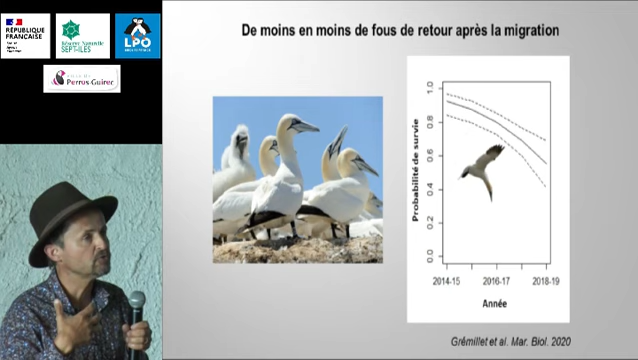 RÉPUBLIQUE
FRANÇAISE
Réserve Naturelle
SEPT-ILES
LPO
Perros-Guirec
De moins en moins de fous de retour après la migration
Probabilité de survie
1.0
0.8
0.6
0.4
0.2
0.0
2014-15
2016-17
2018-19
Année
Grémillet et al. Mar. Biol. 2020